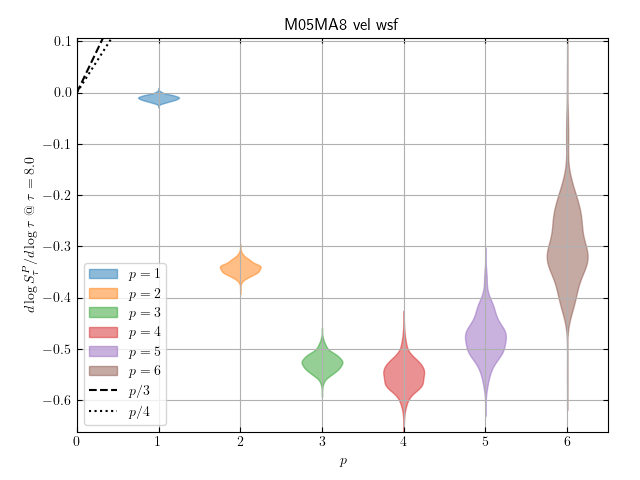 M05MA8 vel wsf
d log S_τ^P / d log τ @ τ = 8.0
0.1
0.0
−0.1
−0.2
−0.3
−0.4
−0.5
−0.6
p = 1
p = 2
p = 3
p = 4
p = 5
p = 6
p/3
p/4
0 1 2 3 4 5 6
p